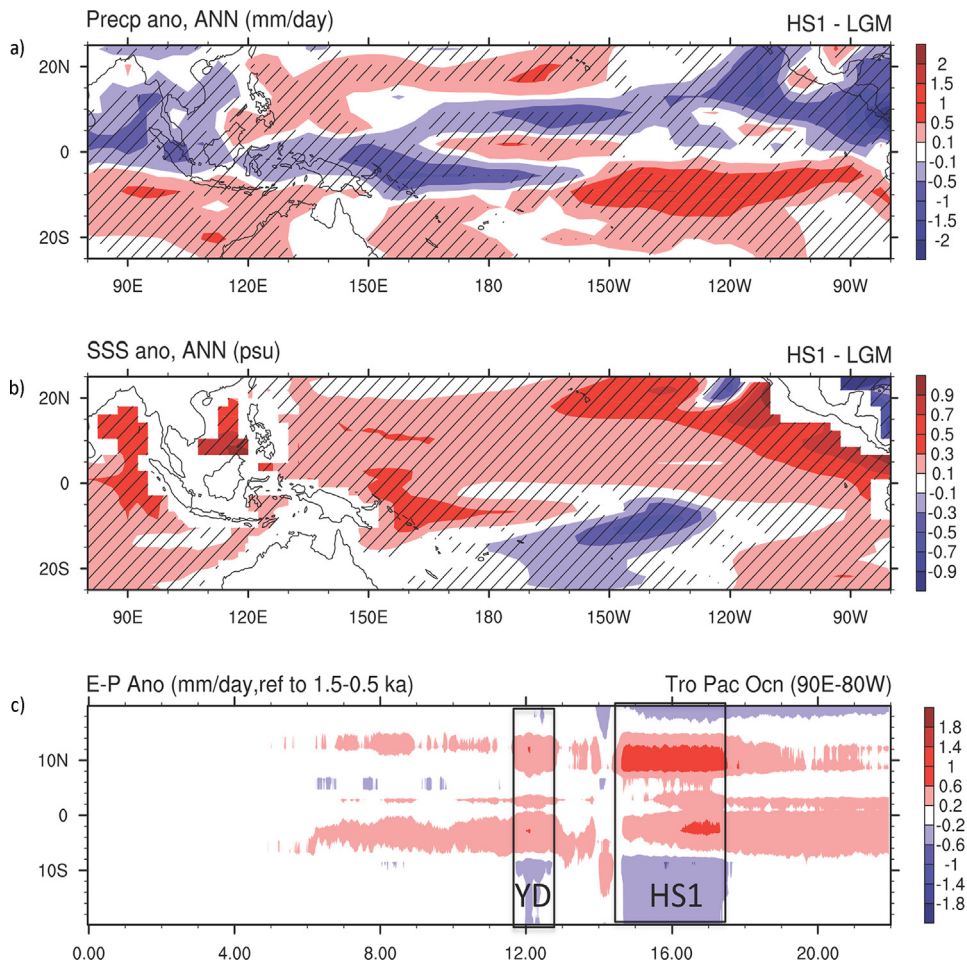 Precp ano, ANN (mm/day) HS1 - LGM
a)
20N
0
20S
90E 120E 150E 180 150W 120W 90W
2
1.5
1
0.5
0.1
-0.1
-0.5
-1
-1.5
-2
SSS ano, ANN (psu) HS1 - LGM
b)
20N
0
20S
90E 120E 150E 180 150W 120W 90W
0.9
0.7
0.5
0.3
0.1
-0.1
-0.3
-0.5
-0.7
-0.9
E-P Ano (mm/day,ref to 1.5-0.5 ka) Tro Pac Ocn (90E-80W)
c)
10N
0
10S
YD HS1
0.00 4.00 8.00 12.00 16.00 20.00
1.8
1.4
1
0.6
0.2
-0.2
-0.6
-1
-1.4
-1.8